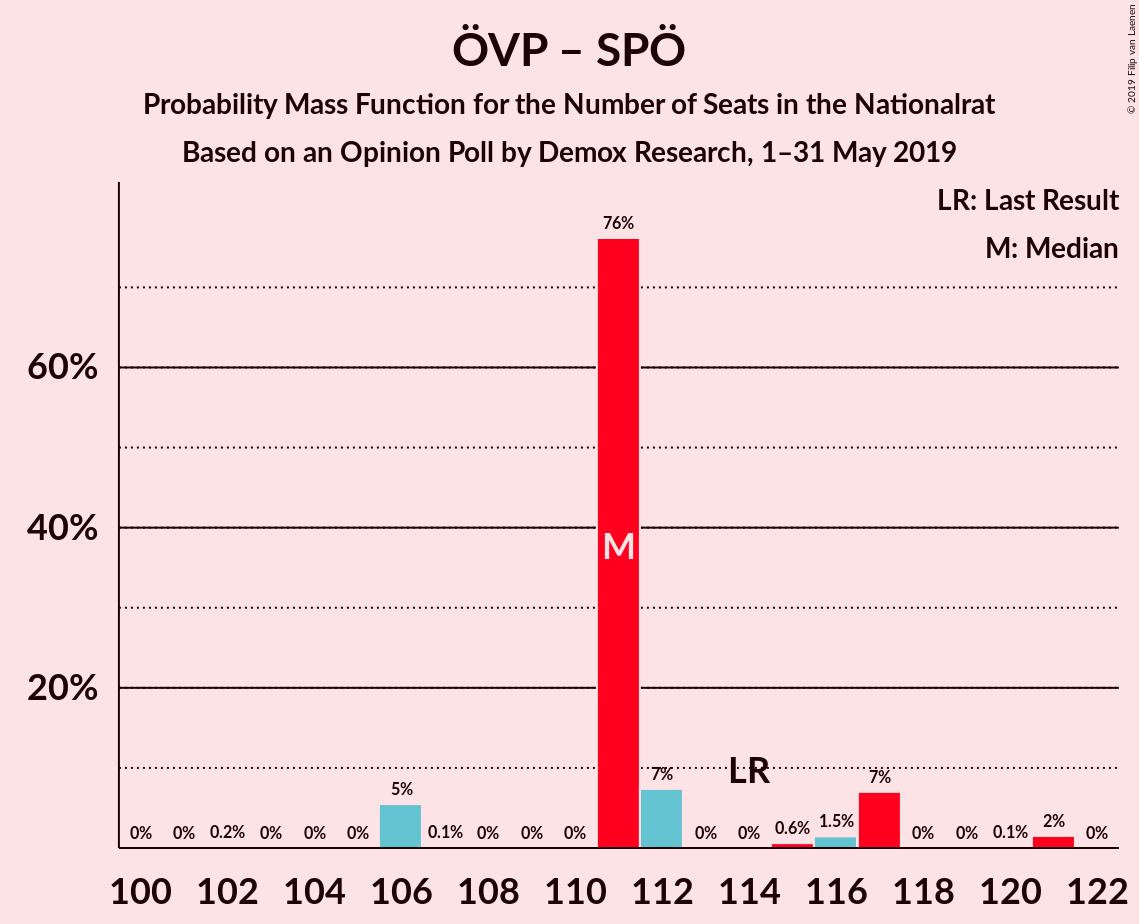 ÖVP – SPÖ
Probability Mass Function for the Number of Seats in the Nationalrat
Based on an Opinion Poll by Demox Research, 1–31 May 2019
© 2019 Filip van Laenen
LR: Last Result
M: Median
60%
40%
20%
0% 0% 0.2% 0% 0% 0% 5% 0.1% 0% 0% 0% 76% 7% 0% 0% 0.6% 1.5% 7% 0% 0% 0.1% 2% 0%
M
LR
100 102 104 106 108 110 112 114 116 118 120 122